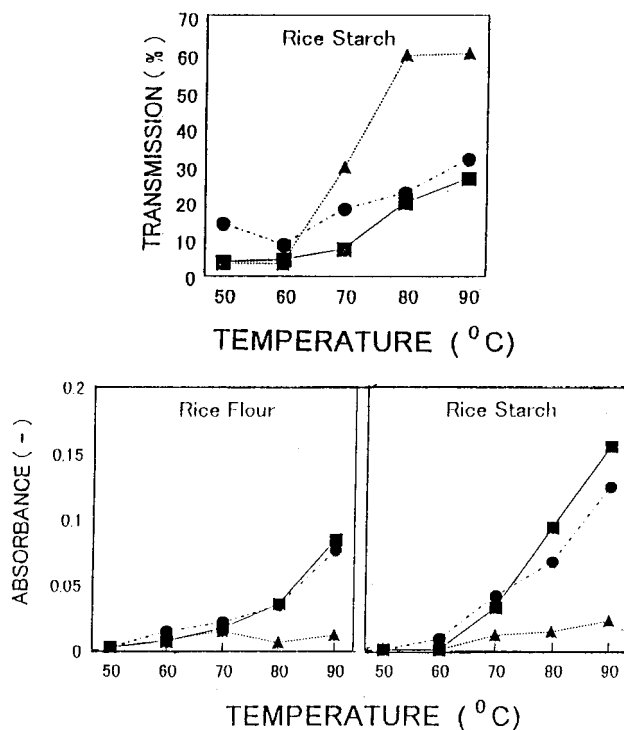 Rice Starch
TRANSMISSION (%)
70
60
50
40
30
20
10
0
50 60 70 80 90
TEMPERATURE (⁰C)
Rice Flour Rice Starch
ABSORBANCE (-)
0.2
0.15
0.1
0.05
0
50 60 70 80 90 50 60 70 80 90
TEMPERATURE (⁰C)